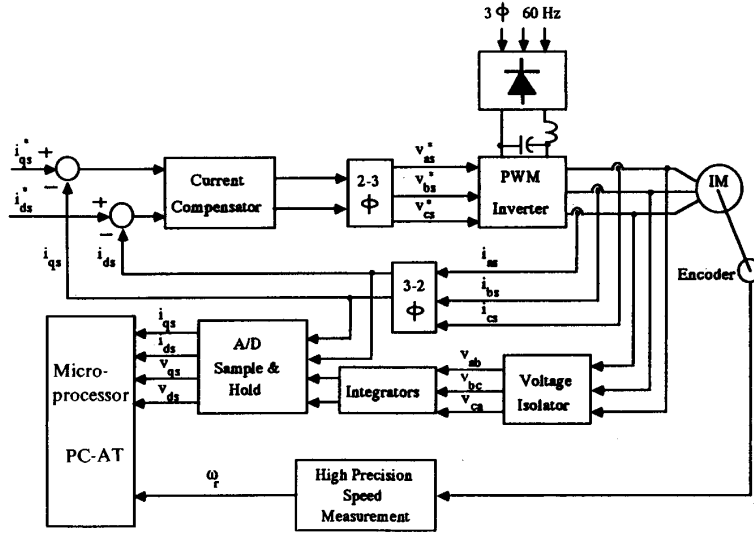 3 ϕ 60 Hz
i*qs
+
−
i*ds
+
−
Current
Compensator
2-3
ϕ
v*as
v*bs
v*cs
PWM
Inverter
IM
Encoder
iqs
ids
3-2
ϕ
ias
ibs
ics
Micro-
processor
PC-AT
iqs
ids
vqs
vds
A/D
Sample &
Hold
Integrators
vab
vbc
vca
Voltage
Isolator
ωr
High Precision
Speed
Measurement